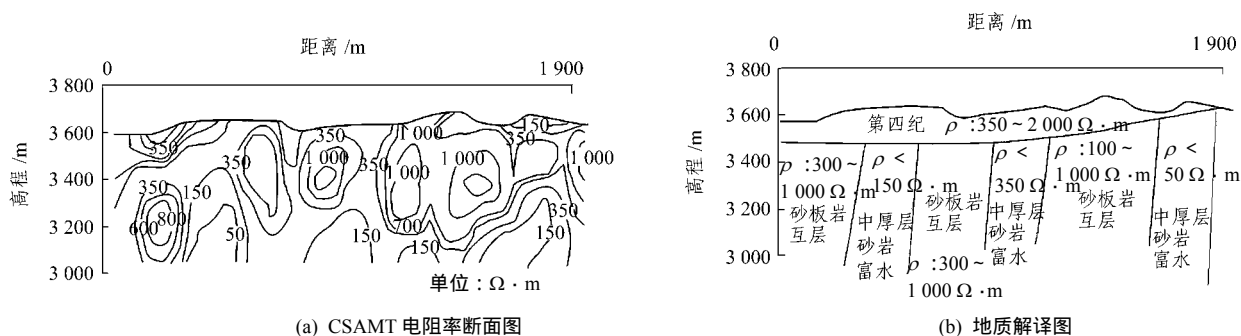 距离 /m
0
1 900
3 800
3 600
3 400
3 200
3 000
高程 /m
350
350
1 000
150
350
350
1 000
350
1 000
1 000
1 000
350
150
350
600
800
50
150
700
150
150
350
单位：Ω · m
(a) CSAMT 电阻率断面图
距离 /m
0
1 900
3 800
3 600
3 400
3 200
3 000
高程 /m
第四纪 ρ :350～2 000 Ω · m
ρ :300～
1 000 Ω · m
砂板岩
互层
ρ <
150 Ω · m
中厚层
砂岩
富水
砂板岩
互层
ρ :300～
1 000 Ω · m
ρ <
350 Ω · m
中厚层
砂岩
富水
ρ :100～
1 000 Ω · m
砂板岩
互层
ρ <
50 Ω · m
中厚层
砂岩
富水
(b) 地质解译图